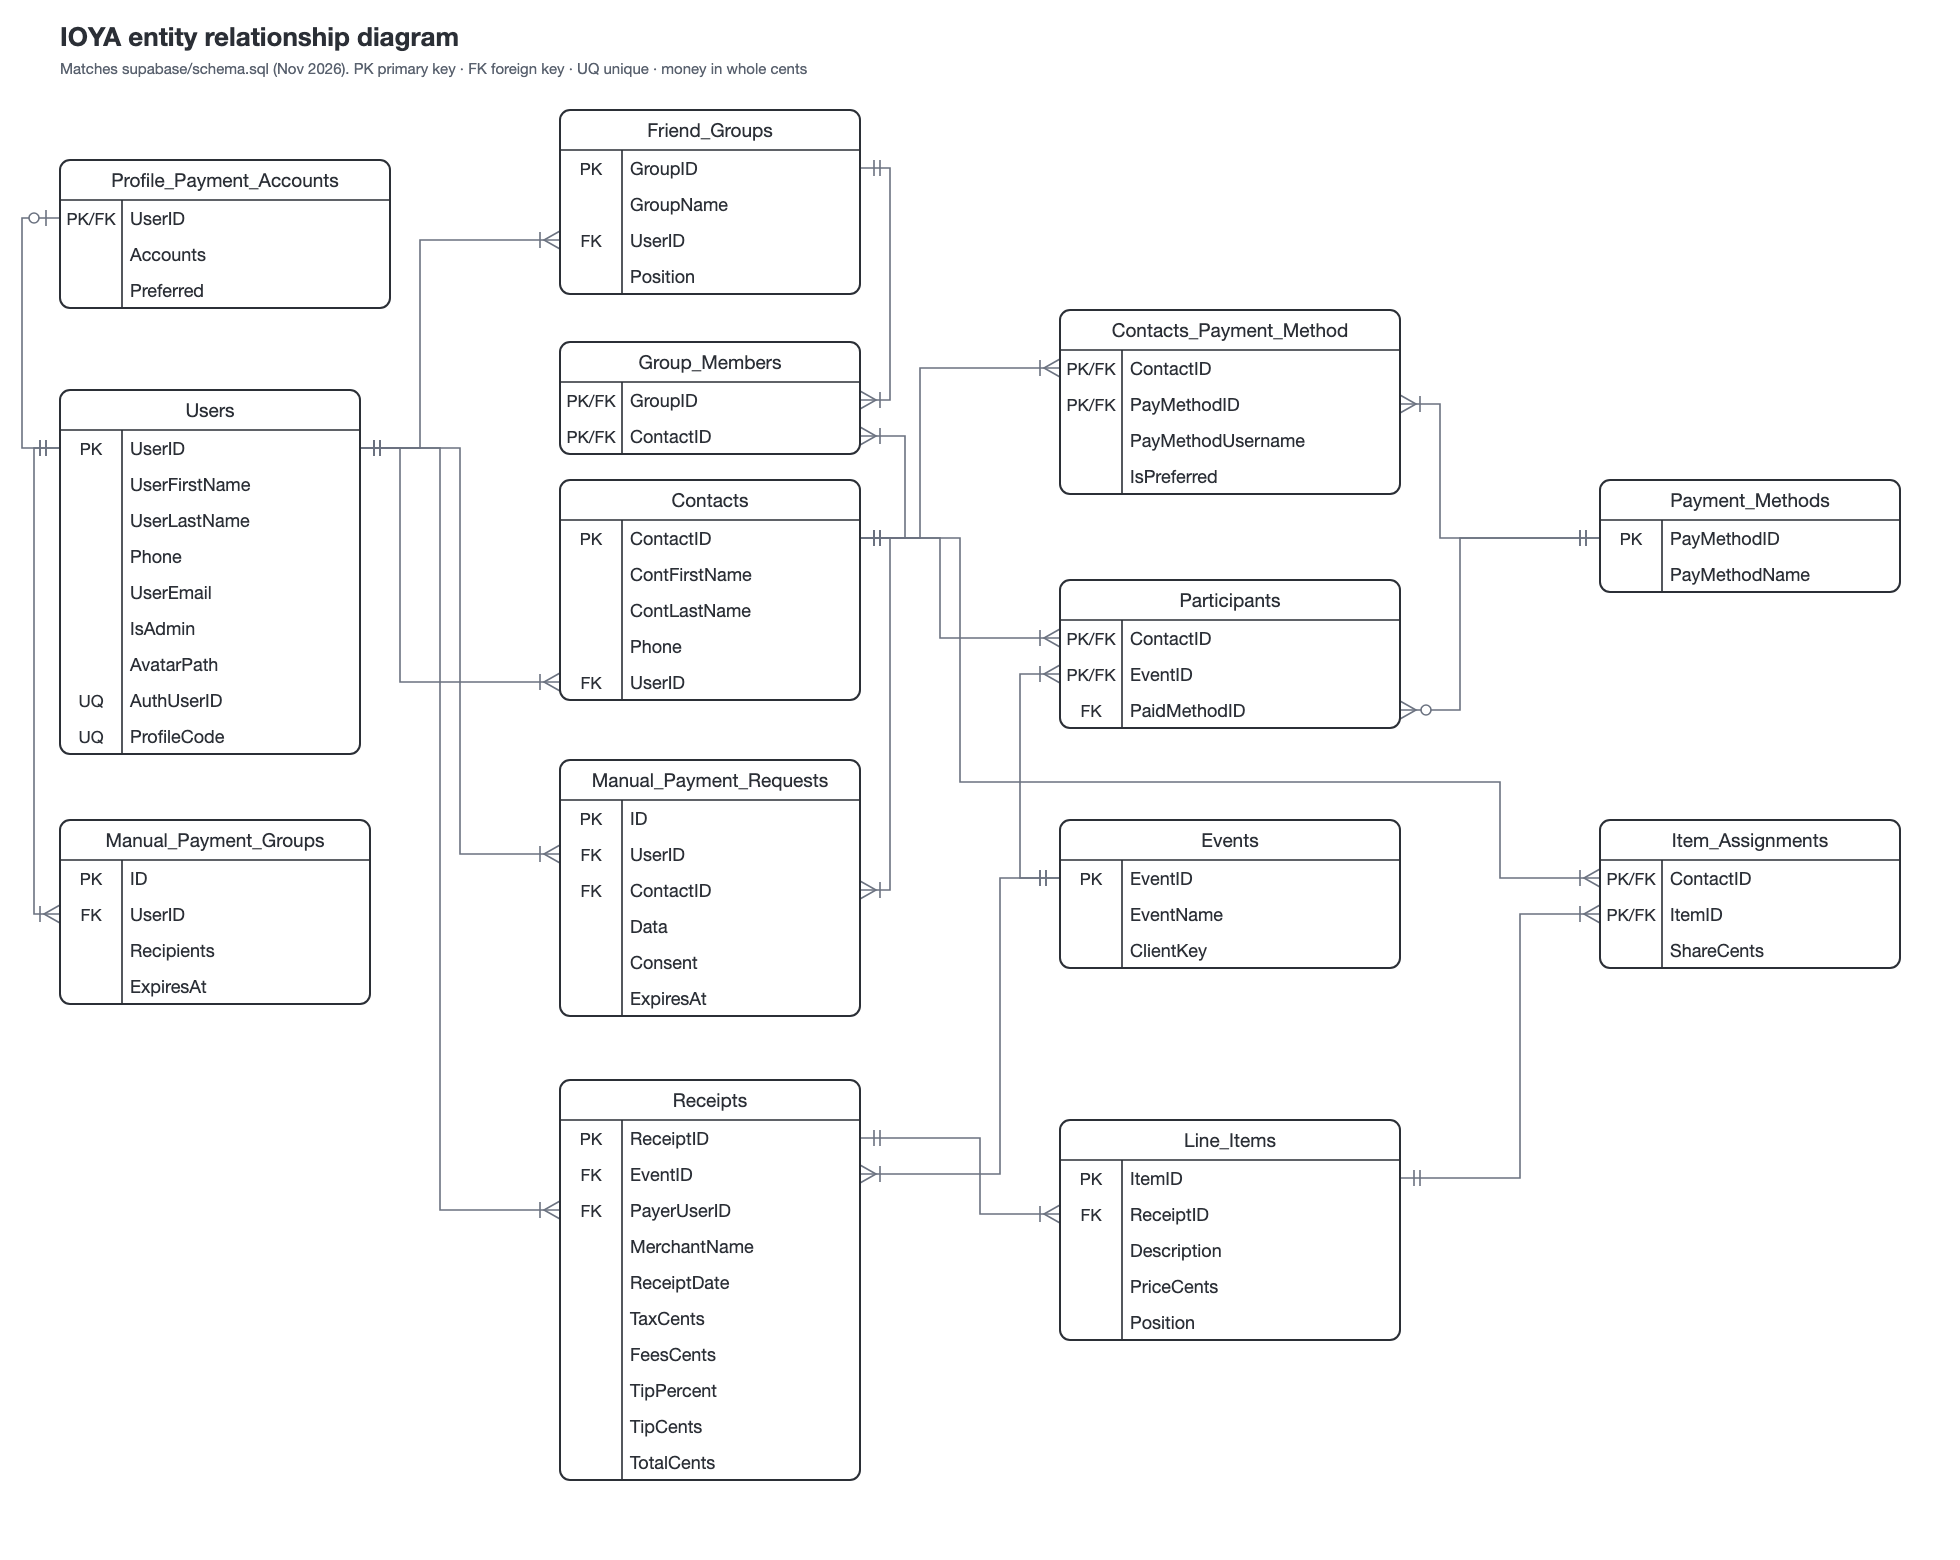 IOYA entity relationship diagram
Matches supabase/schema.sql (Nov 2026). PK primary key · FK foreign key · UQ unique · money in whole cents
Profile_Payment_Accounts
PK/FK UserID
Accounts
Preferred
Users
PK UserID
UserFirstName
UserLastName
Phone
UserEmail
IsAdmin
AvatarPath
UQ AuthUserID
UQ ProfileCode
Manual_Payment_Groups
PK ID
FK UserID
Recipients
ExpiresAt
Friend_Groups
PK GroupID
GroupName
FK UserID
Position
Group_Members
PK/FK GroupID
PK/FK ContactID
Contacts
PK ContactID
ContFirstName
ContLastName
Phone
FK UserID
Manual_Payment_Requests
PK ID
FK UserID
FK ContactID
Data
Consent
ExpiresAt
Receipts
PK ReceiptID
FK EventID
FK PayerUserID
MerchantName
ReceiptDate
TaxCents
FeesCents
TipPercent
TipCents
TotalCents
Contacts_Payment_Method
PK/FK ContactID
PK/FK PayMethodID
PayMethodUsername
IsPreferred
Participants
PK/FK ContactID
PK/FK EventID
FK PaidMethodID
Events
PK EventID
EventName
ClientKey
Line_Items
PK ItemID
FK ReceiptID
Description
PriceCents
Position
Payment_Methods
PK PayMethodID
PayMethodName
Item_Assignments
PK/FK ContactID
PK/FK ItemID
ShareCents